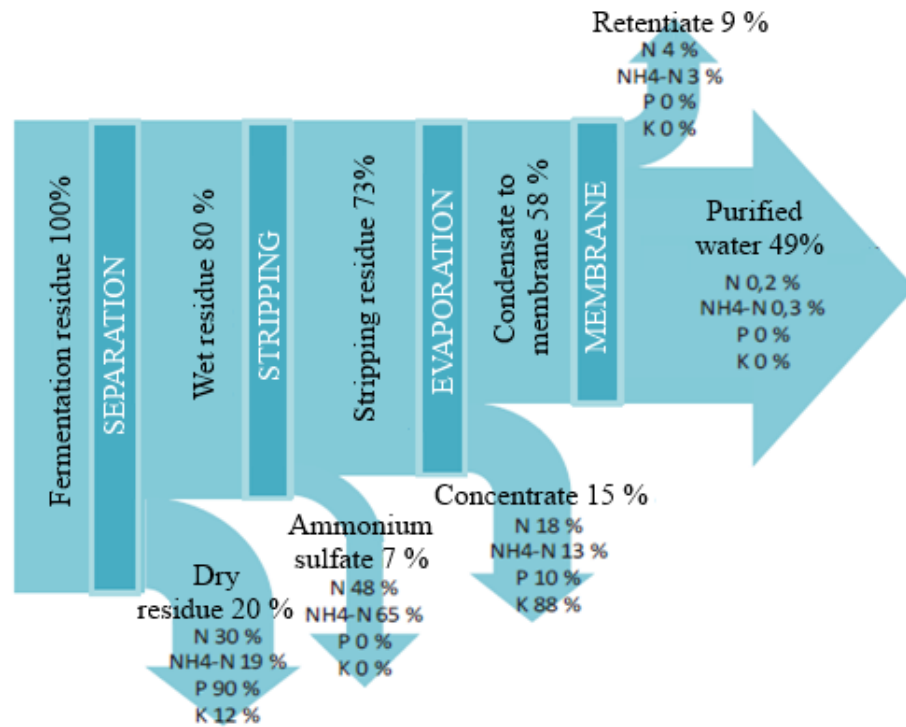 Retentiate 9 %
N 4 %
NH4-N 3 %
P 0%
K 0%
Fermentation residue 100%
SEPARATION
Wet residue 80 %
STRIPPING
Stripping residue 73%
EVAPORATION
Condensate to
membrane 58 %
MEMBRANE
Purified
water 49%
N 0,2 %
NH4-N 0,3 %
P 0%
K 0%
Dry
residue 20 %
N 30 %
NH4-N 19 %
P 90 %
K 12 %
Ammonium
sulfate 7 %
N 48 %
NH4-N 65 %
P 0 %
K 0 %
Concentrate 15 %
N 18 %
NH4-N 13 %
P 10 %
K 88 %